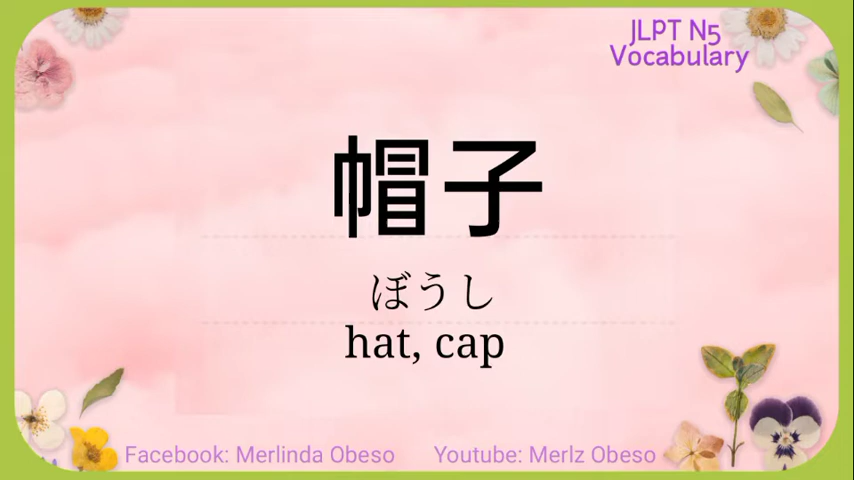 JLPT N5
Vocabulary
帽子
ぼうし
hat, cap
Facebook: Merlinda Obeso
Youtube: Merlz Obeso